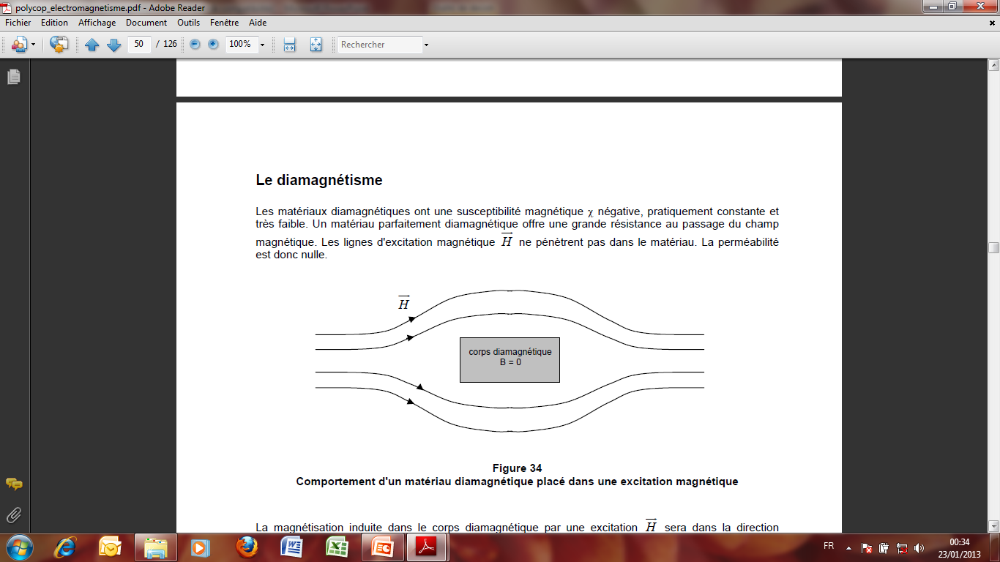 polycop_electromagnetisme.pdf - Adobe Reader
Fichier Edition Affichage Document Outils Fenêtre Aide
50 / 126 100% Rechercher
Le diamagnétisme
Les matériaux diamagnétiques ont une susceptibilité magnétique χ négative, pratiquement constante et
très faible. Un matériau parfaitement diamagnétique offre une grande résistance au passage du champ
magnétique. Les lignes d'excitation magnétique H⃗ ne pénètrent pas dans le matériau. La perméabilité
est donc nulle.
H⃗
corps diamagnétique
B = 0
Figure 34
Comportement d'un matériau diamagnétique placé dans une excitation magnétique
La magnétisation induite dans le corps diamagnétique par une excitation H⃗ sera dans la direction
FR 00:34
23/01/2013